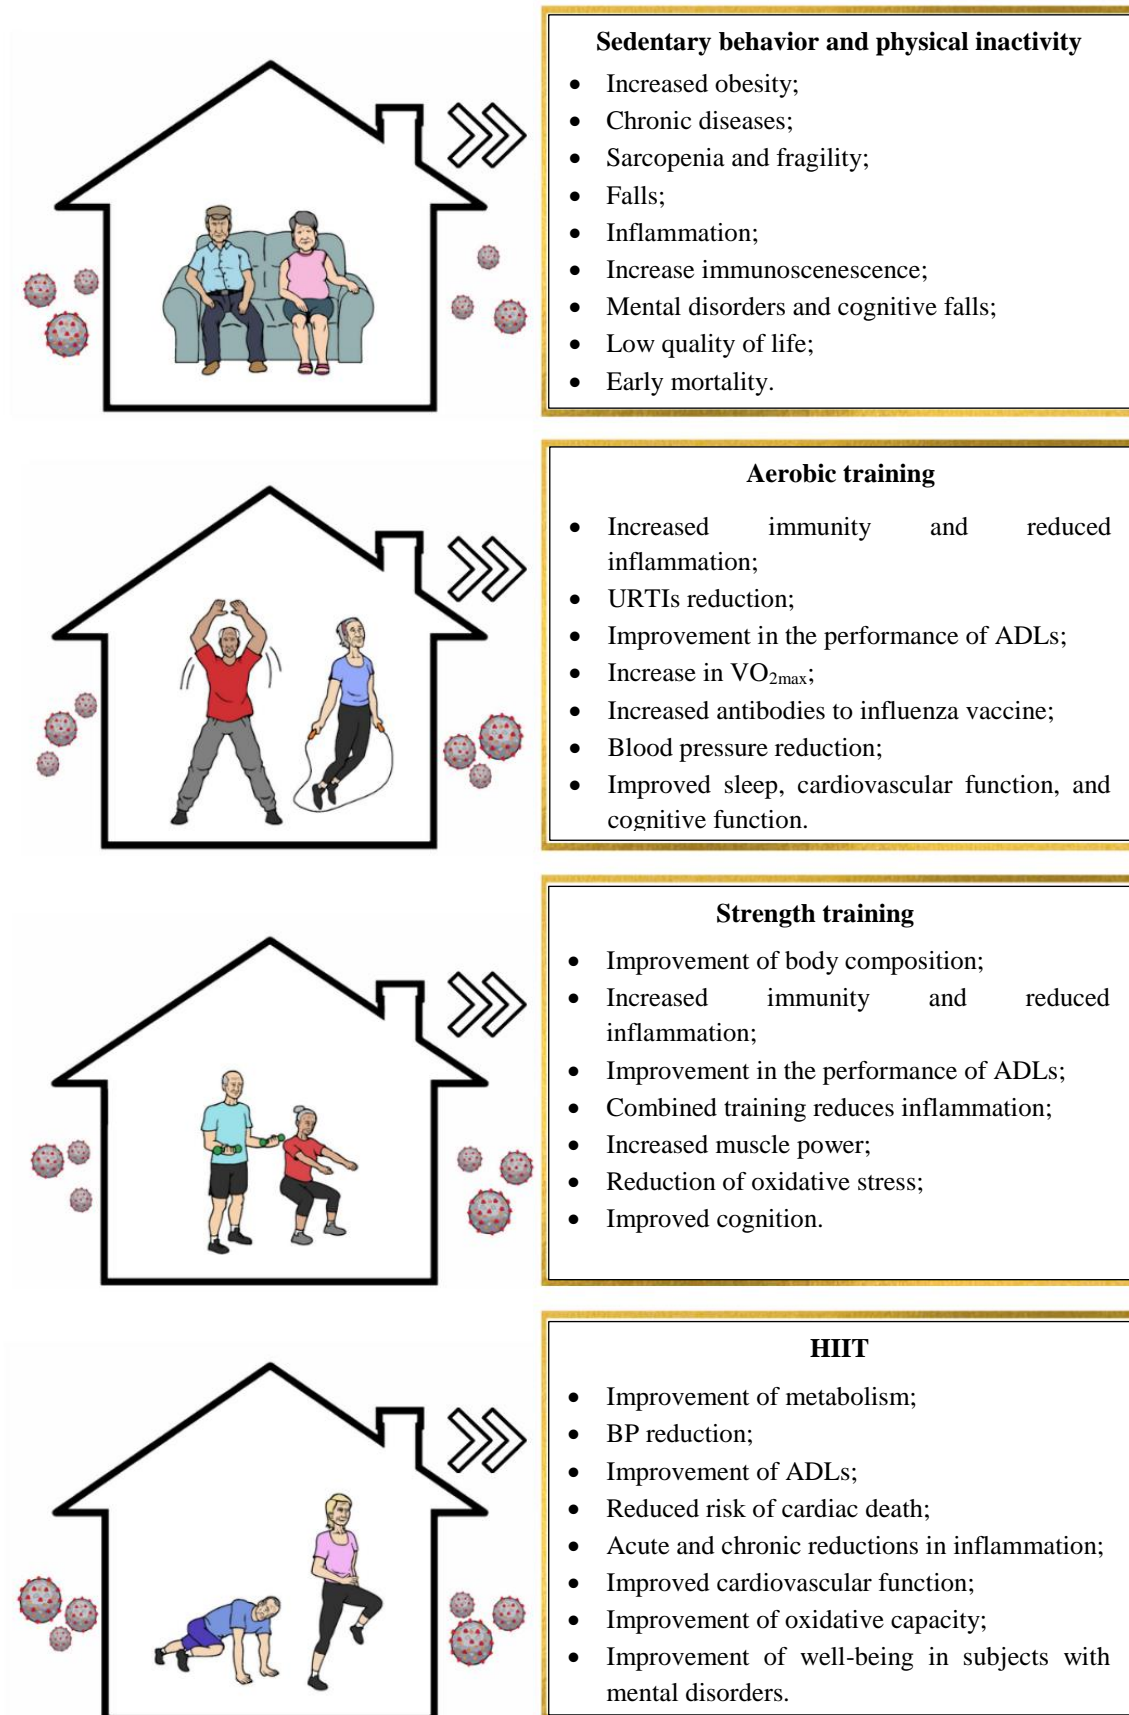 Sedentary behavior and physical inactivity
• Increased obesity;
• Chronic diseases;
• Sarcopenia and fragility;
• Falls;
• Inflammation;
• Increase immunoscenescence;
• Mental disorders and cognitive falls;
• Low quality of life;
• Early mortality.
Aerobic training
• Increased immunity and reduced
inflammation;
• URTIs reduction;
• Improvement in the performance of ADLs;
• Increase in VO2max;
• Increased antibodies to influenza vaccine;
• Blood pressure reduction;
• Improved sleep, cardiovascular function, and
cognitive function.
Strength training
• Improvement of body composition;
• Increased immunity and reduced
inflammation;
• Improvement in the performance of ADLs;
• Combined training reduces inflammation;
• Increased muscle power;
• Reduction of oxidative stress;
• Improved cognition.
HIIT
• Improvement of metabolism;
• BP reduction;
• Improvement of ADLs;
• Reduced risk of cardiac death;
• Acute and chronic reductions in inflammation;
• Improved cardiovascular function;
• Improvement of oxidative capacity;
• Improvement of well-being in subjects with
mental disorders.